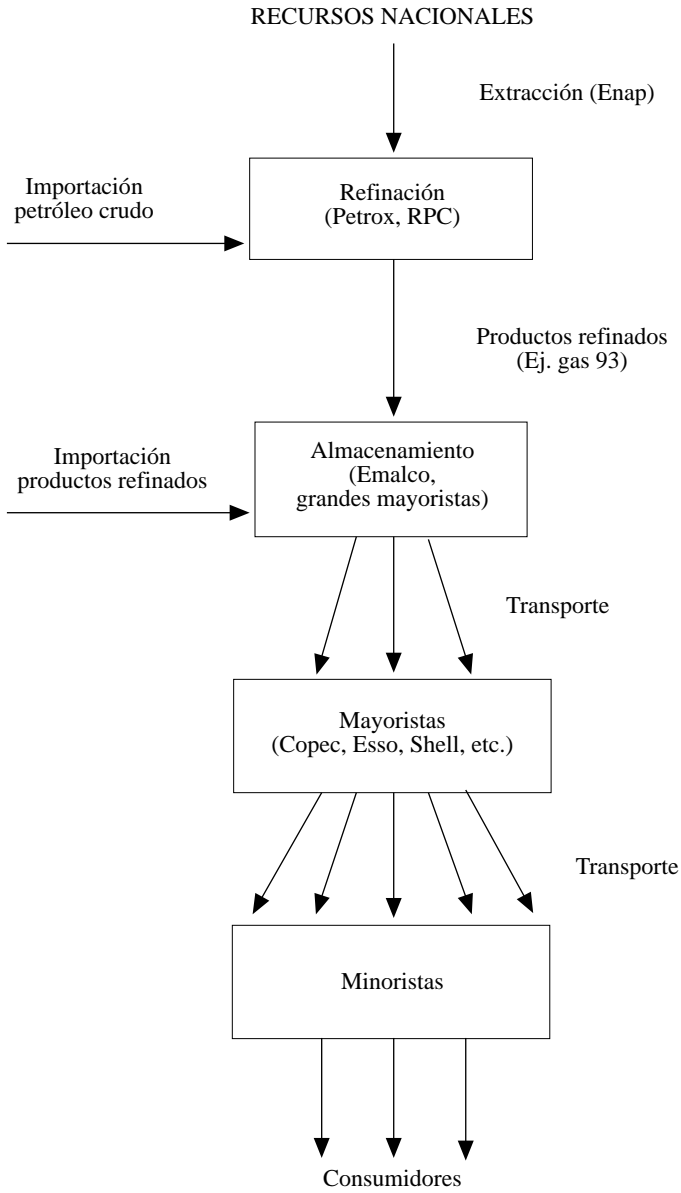 RECURSOS NACIONALES
Extracción (Enap)
Importación
petróleo crudo
Refinación
(Petrox, RPC)
Productos refinados
(Ej. gas 93)
Importación
productos refinados
Almacenamiento
(Emalco,
grandes mayoristas)
Transporte
Mayoristas
(Copec, Esso, Shell, etc.)
Transporte
Minoristas
Consumidores